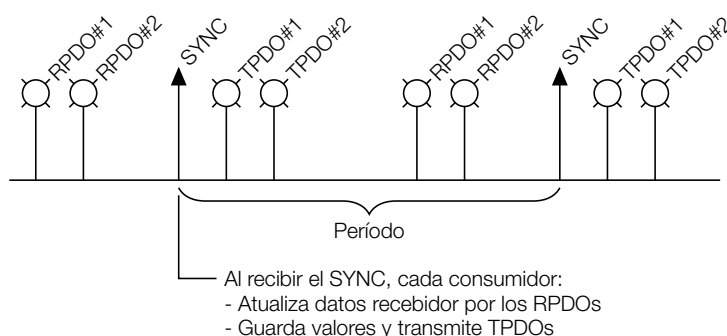 RPDO#1
RPDO#2
SYNC
TPDO#1
TPDO#2
RPDO#1
RPDO#2
SYNC
TPDO#1
TPDO#2
Período
Al recibir el SYNC, cada consumidor:
- Atualiza datos recebidor por los RPDOs
- Guarda valores y transmite TPDOs